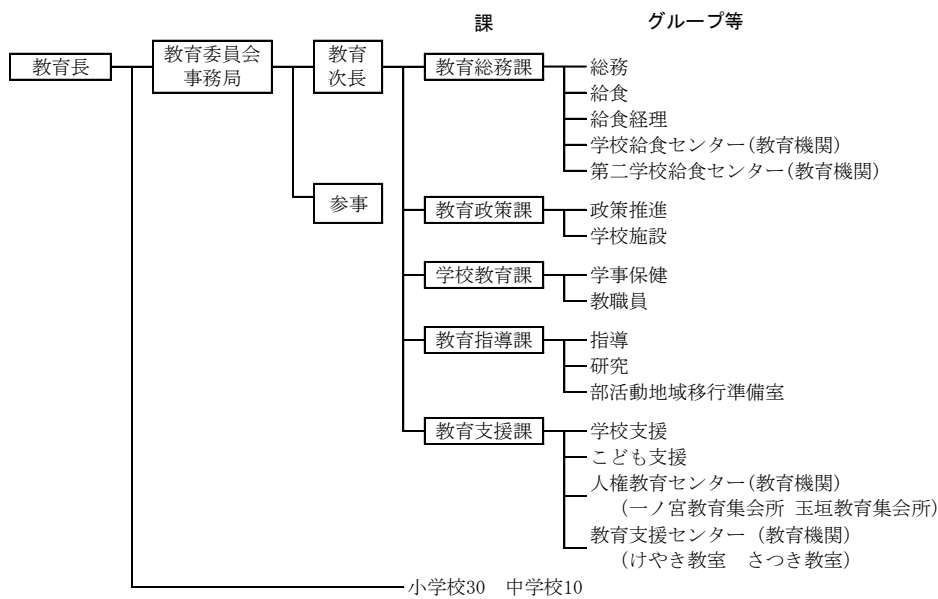 課 グループ等
教育長
教育委員会
事務局
教育
次長
参事
教育総務課
総務
給食
給食経理
学校給食センター(教育機関)
第二学校給食センター(教育機関)
教育政策課
政策推進
学校施設
学校教育課
学事保健
教職員
教育指導課
指導
研究
部活動地域移行準備室
教育支援課
学校支援
こども支援
人権教育センター(教育機関)
(一ノ宮教育集会所 玉垣教育集会所)
教育支援センター (教育機関)
(けやき教室 さつき教室)
小学校30 中学校10